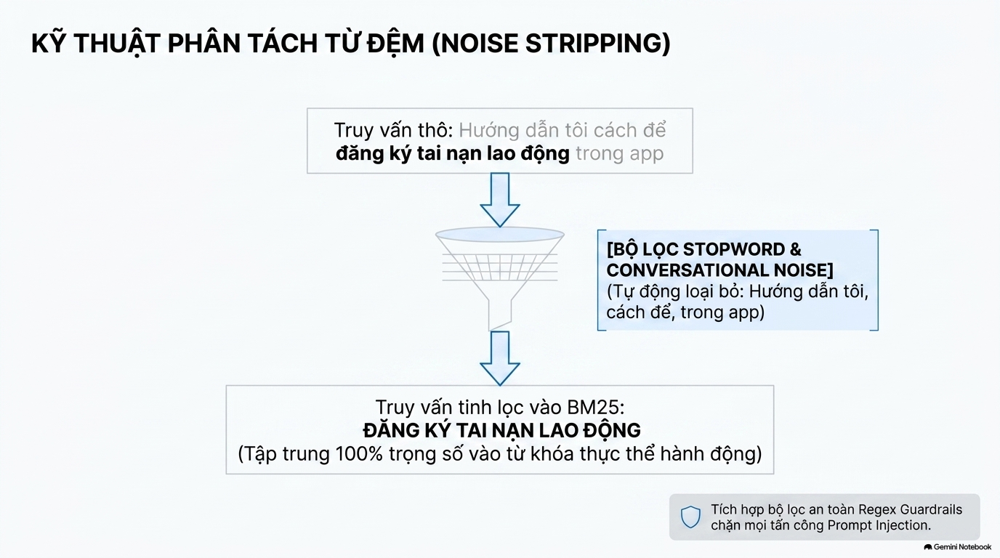 KỸ THUẬT PHÂN TÁCH TỪ ĐỆM (NOISE STRIPPING)
Truy vấn thô: Hướng dẫn tôi cách để
đăng ký tai nạn lao động trong app
[BỘ LỌC STOPWORD &
CONVERSATIONAL NOISE]
(Tự động loại bỏ: Hướng dẫn tôi,
cách để, trong app)
Truy vấn tinh lọc vào BM25:
ĐĂNG KÝ TAI NẠN LAO ĐỘNG
(Tập trung 100% trọng số vào từ khóa thực thể hành động)
Tích hợp bộ lọc an toàn Regex Guardrails
chặn mọi tấn công Prompt Injection.
Gemini Notebook